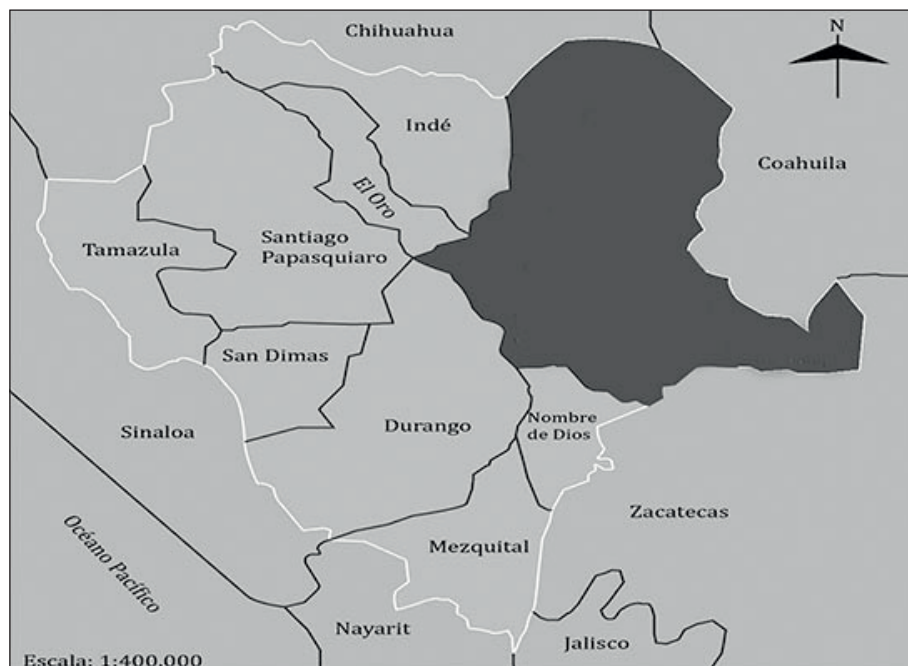 Chihuahua
N
Indé
Coahuila
El Oro
Santiago
Papasquiaro
Tamazula
San Dimas
Nombre
de Dios
Durango
Sinaloa
Zacatecas
Océano Pacífico
Mezquital
Nayarit
Jalisco
Escala: 1:400,000